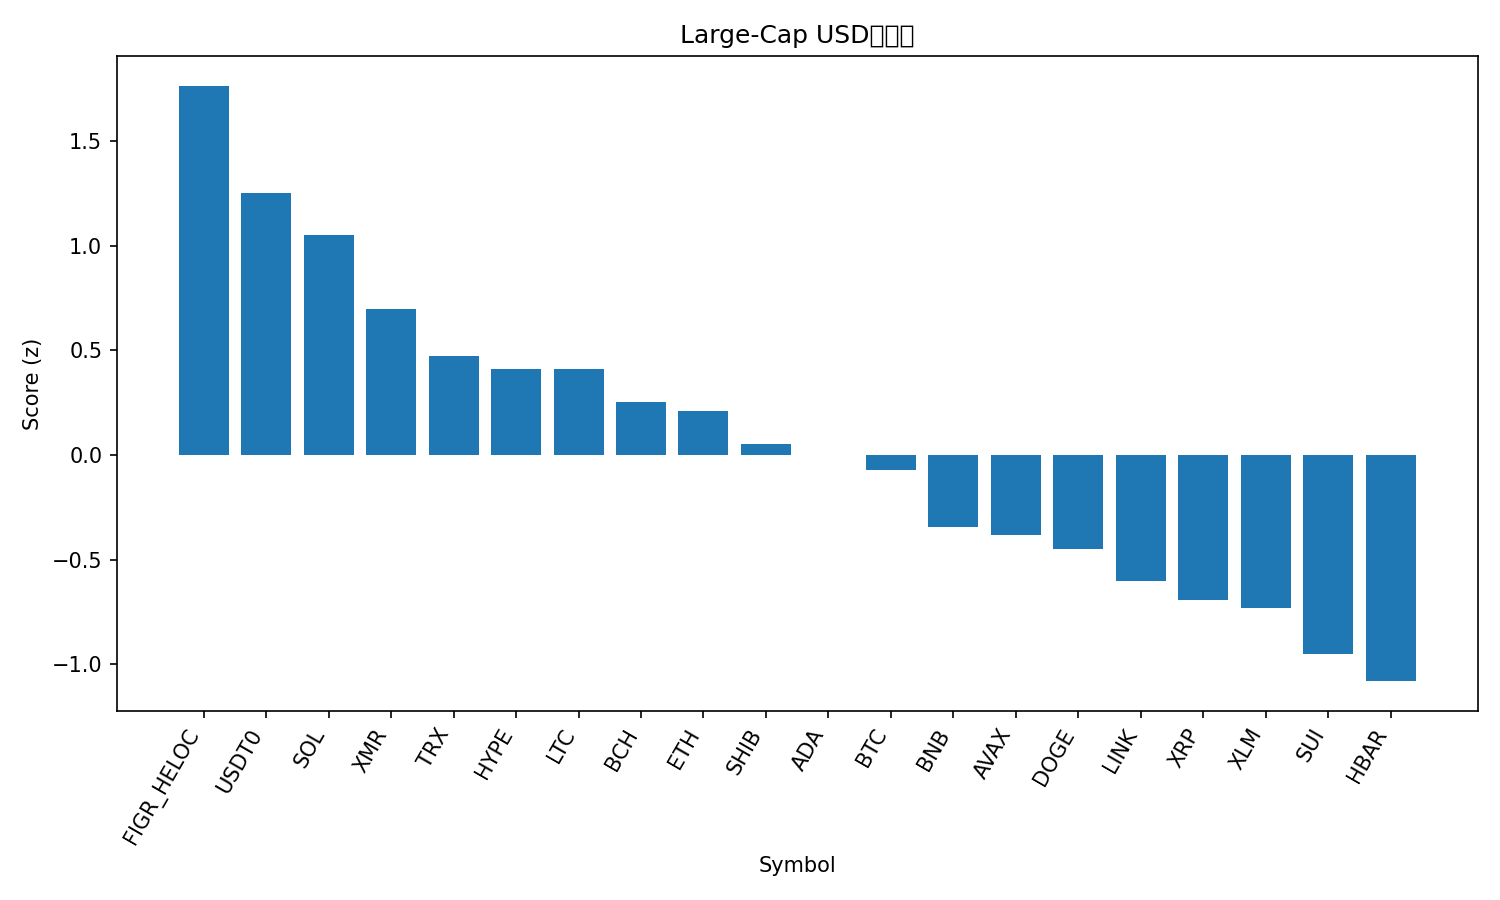 Large-Cap USD
Score (z)
1.5
1.0
0.5
0.0
−0.5
−1.0
FIGR_HELOC
USDT0
SOL
XMR
TRX
HYPE
LTC
BCH
ETH
SHIB
ADA
BTC
BNB
AVAX
DOGE
LINK
XRP
XLM
SUI
HBAR
Symbol